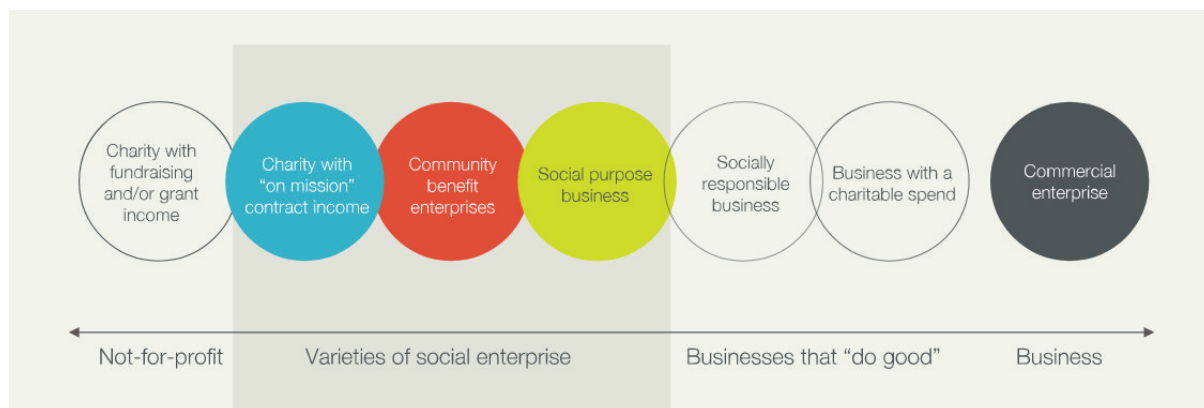 Charity with
fundraising
and/or grant
income
Charity with
“on mission”
contract income
Community
benefit
enterprises
Social purpose
business
Socially
responsible
business
Business with a
charitable spend
Commercial
enterprise
Not-for-profit
Varieties of social enterprise
Businesses that “do good”
Business